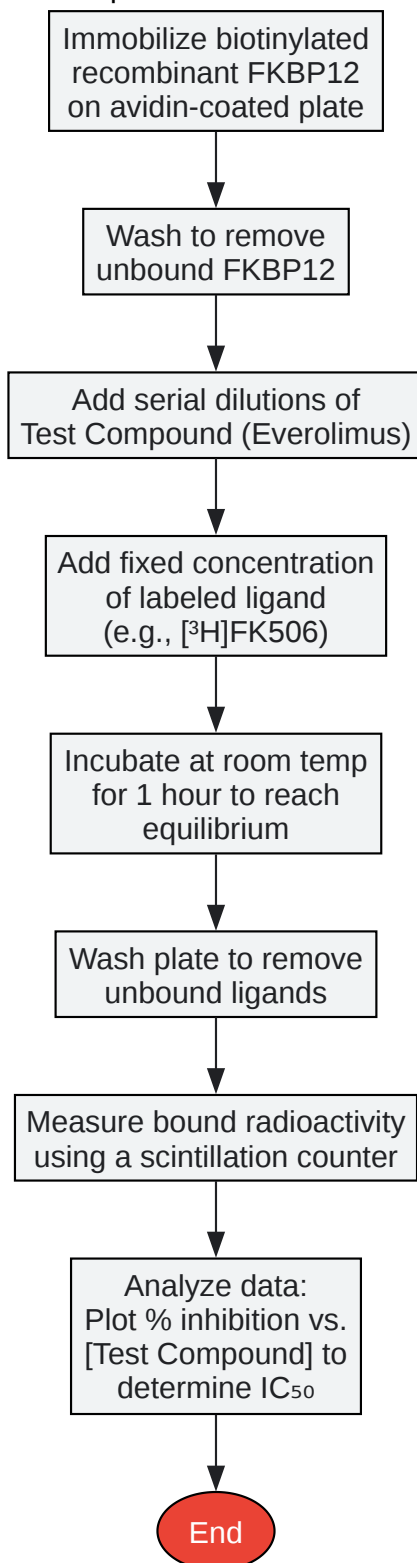 Immobilize biotinylated
recombinant FKBP12
on avidin-coated plate
Wash to remove
unbound FKBP12
Add serial dilutions of
Test Compound (Everolimus)
Add fixed concentration
of labeled ligand
(e.g., [³H]FK506)
Incubate at room temp
for 1 hour to reach
equilibrium
Wash plate to remove
unbound ligands
Measure bound radioactivity
using a scintillation counter
Analyze data:
Plot % inhibition vs.
[Test Compound] to
determine IC₅₀
End